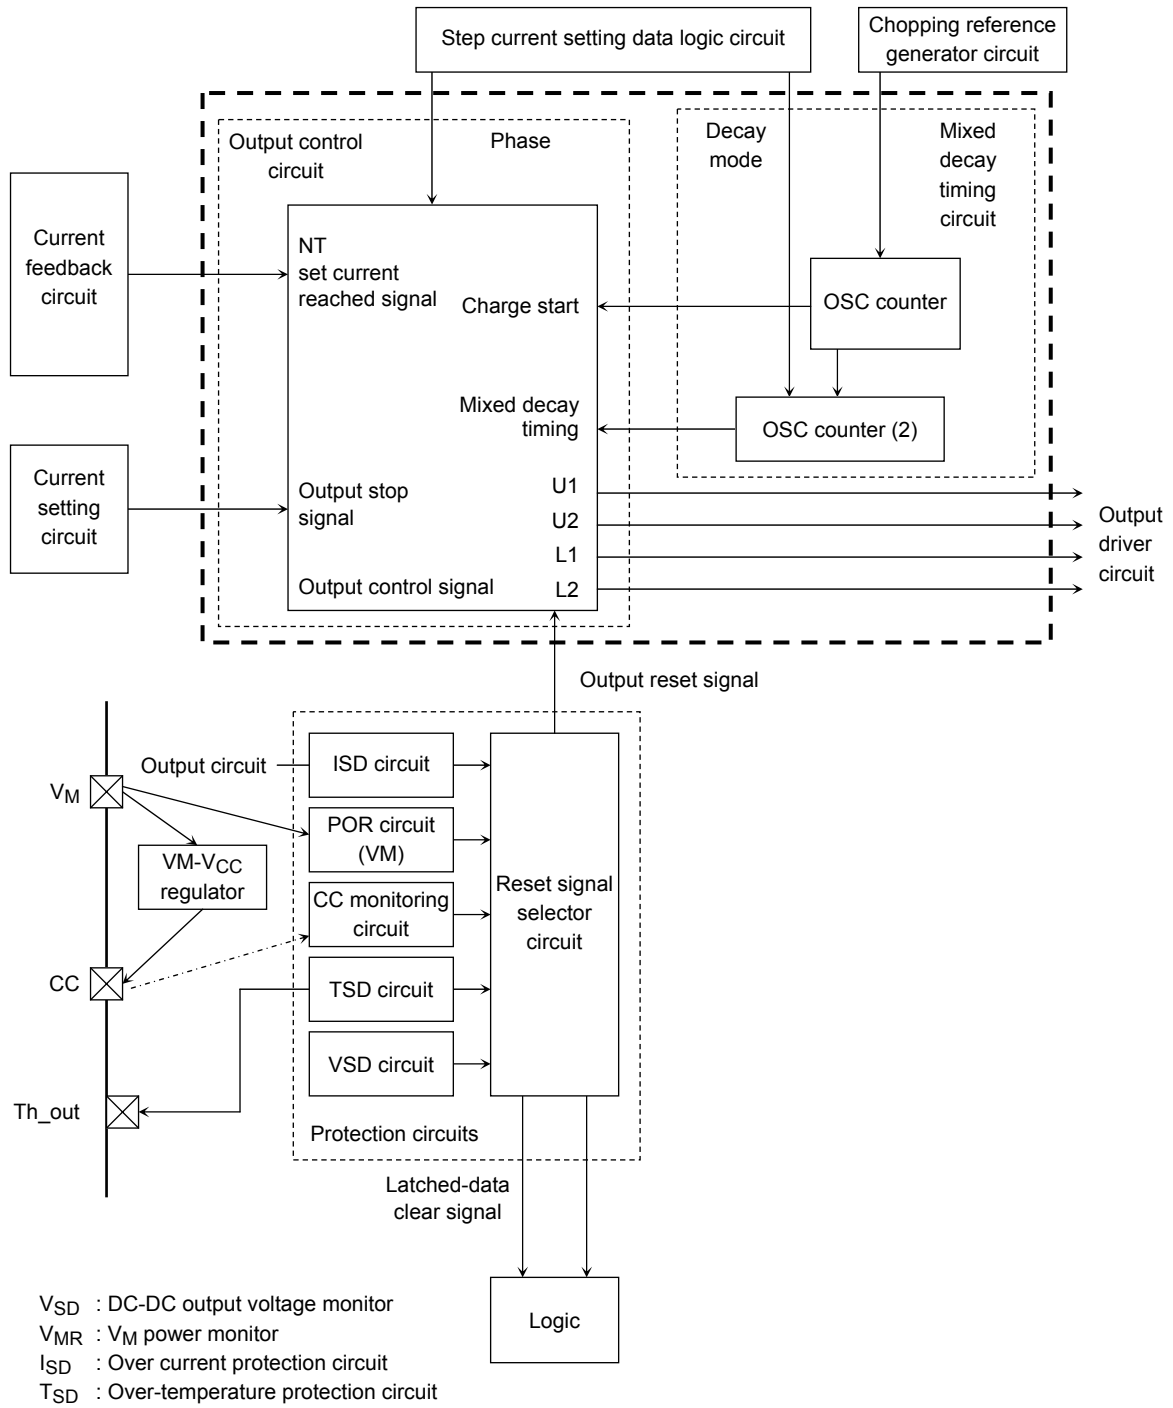 Step current setting data logic circuit
Chopping reference
generator circuit
Output control
circuit
Phase
Decay
mode
Mixed
decay
timing
circuit
Current
feedback
circuit
NT
set current
reached signal
Charge start
OSC counter
Mixed decay
timing
OSC counter (2)
Current
setting
circuit
Output stop
signal
U1
U2
L1
L2
Output control signal
Output
driver
circuit
Output reset signal
Output circuit
ISD circuit
VM
POR circuit
(VM)
VM-VCC
regulator
CC monitoring
circuit
Reset signal
selector
circuit
CC
TSD circuit
VSD circuit
Th_out
Protection circuits
Latched-data
clear signal
Logic
VSD : DC-DC output voltage monitor
VMR : VM power monitor
ISD : Over current protection circuit
TSD : Over-temperature protection circuit